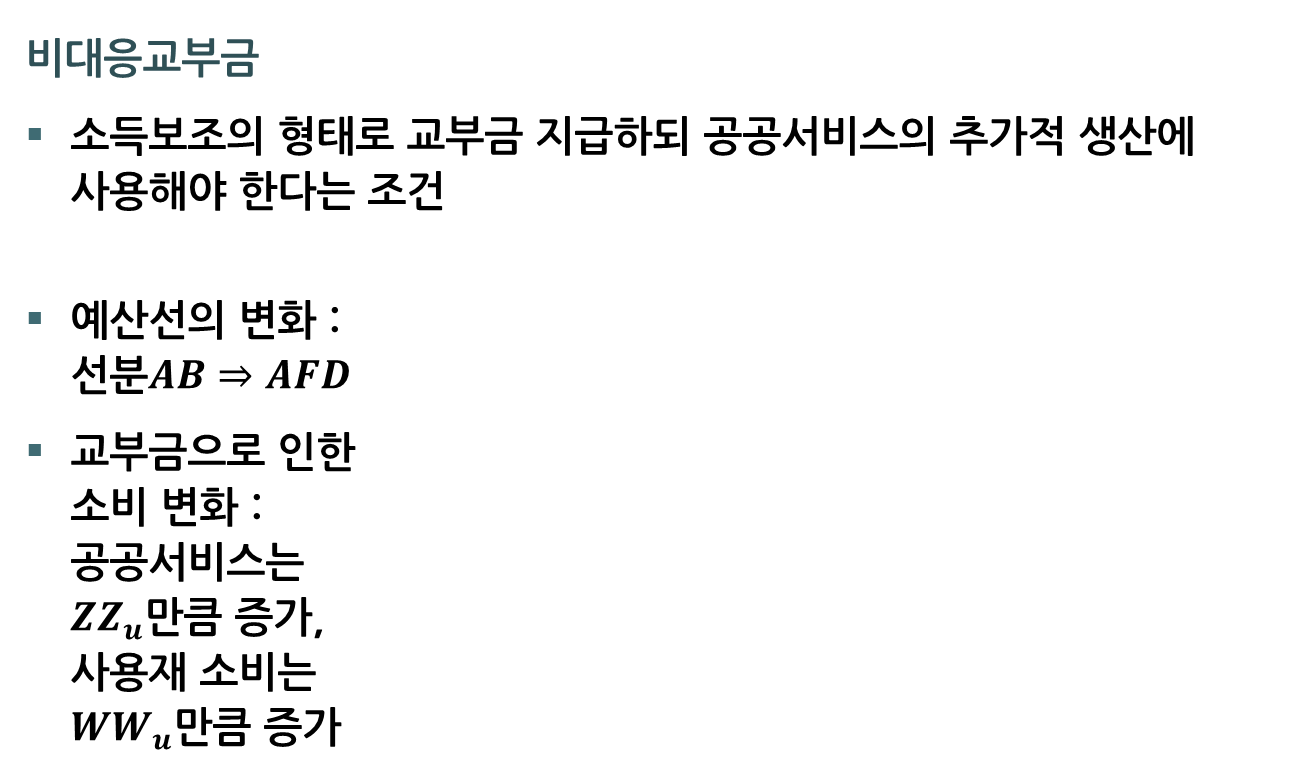 비대응교부금
▪ 소득보조의 형태로 교부금 지급하되 공공서비스의 추가적 생산에
사용해야 한다는 조건
▪ 예산선의 변화 :
선분AB ⇒ AFD
▪ 교부금으로 인한
소비 변화 :
공공서비스는
ZZ_u만큼 증가,
사용재 소비는
WW_u만큼 증가